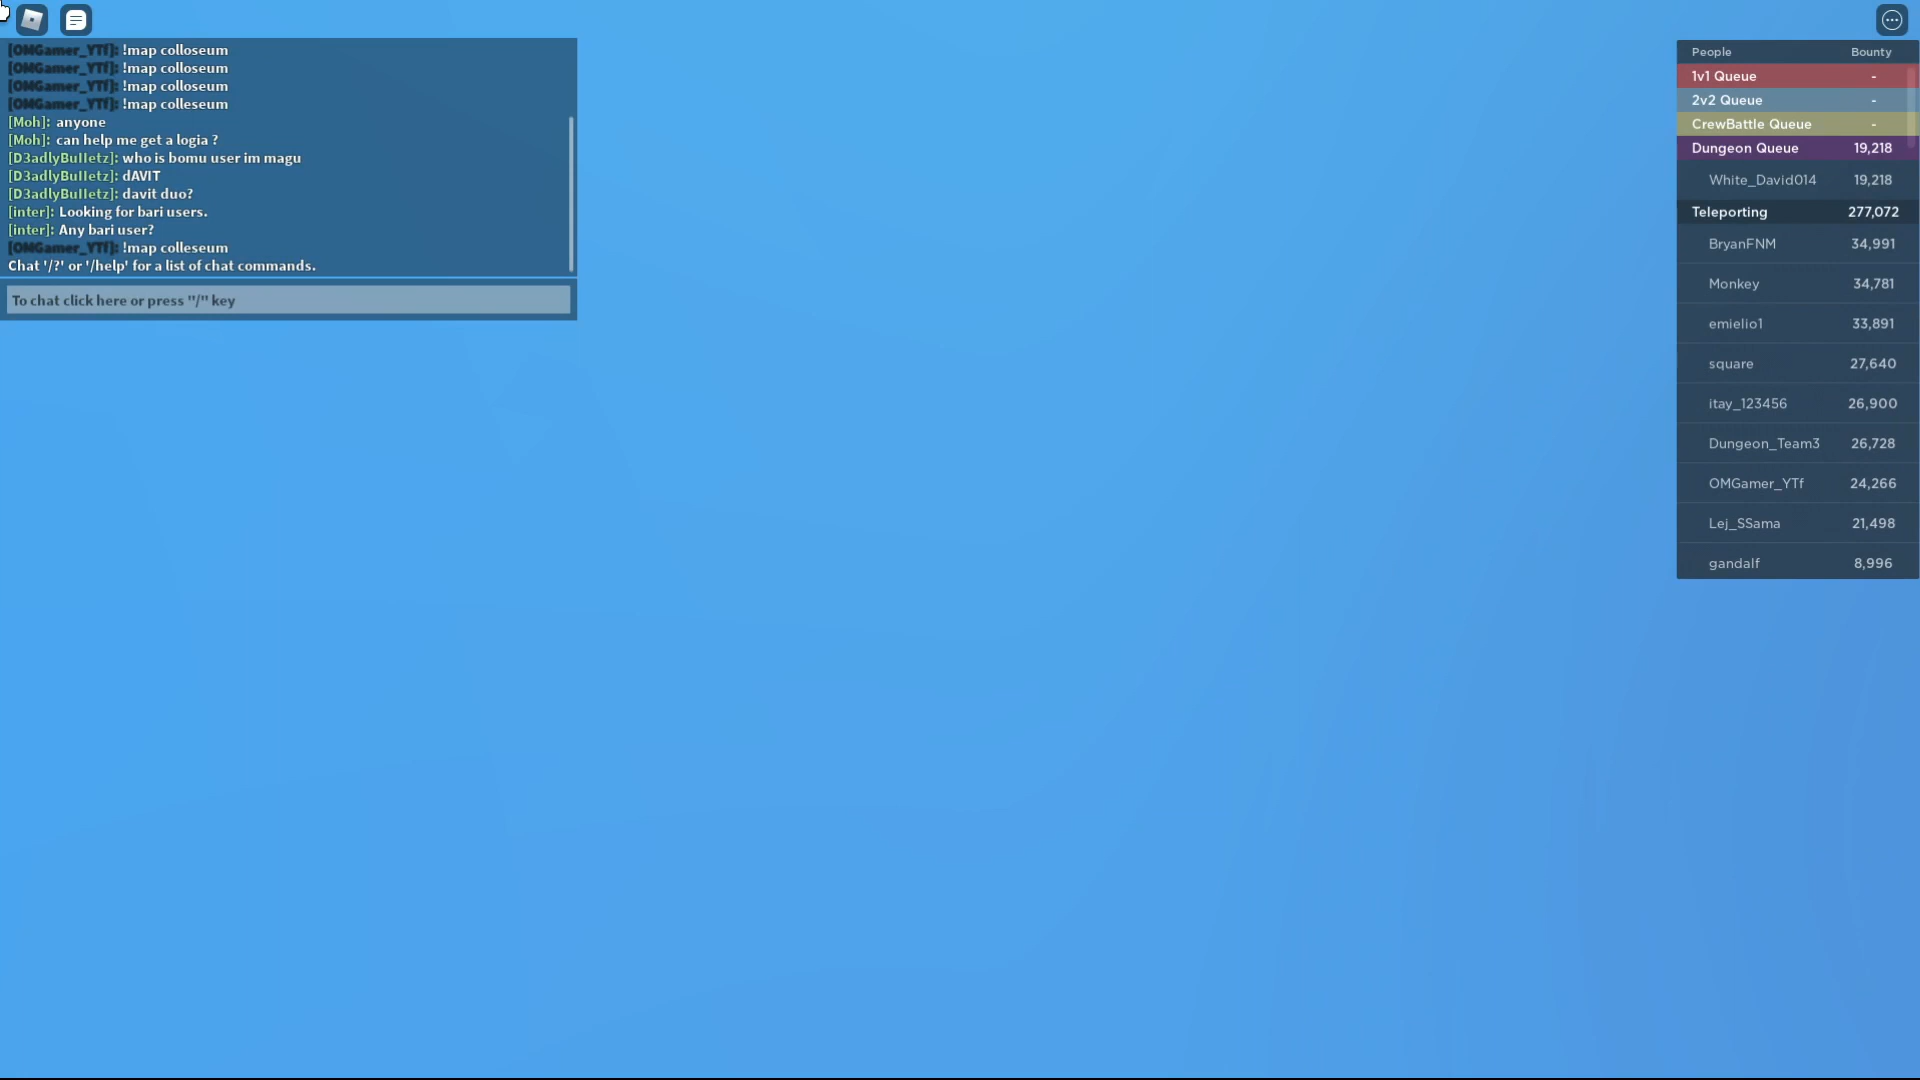 [OMGamer_YTf]: !map colloseum
[OMGamer_YTf]: !map colloseum
[OMGamer_YTf]: !map colloseum
[OMGamer_YTf]: !map colleseum
[Moh]: anyone
[Moh]: can help me get a logia ?
[D3adlyBulletz]: who is bomu user im magu
[D3adlyBulletz]: dAVIT
[D3adlyBulletz]: davit duo?
[inter]: Looking for bari users.
[inter]: Any bari user?
[OMGamer_YTf]: !map colleseum
Chat '/?' or '/help' for a list of chat commands.
To chat click here or press "/" key
People Bounty
1v1 Queue -
2v2 Queue -
CrewBattle Queue -
Dungeon Queue 19,218
White_David014 19,218
Teleporting 277,072
BryanFNM 34,991
Monkey 34,781
emielio1 33,891
square 27,640
itay_123456 26,900
Dungeon_Team3 26,728
OMGamer_YTf 24,266
Lej_SSama 21,498
gandalf 8,996